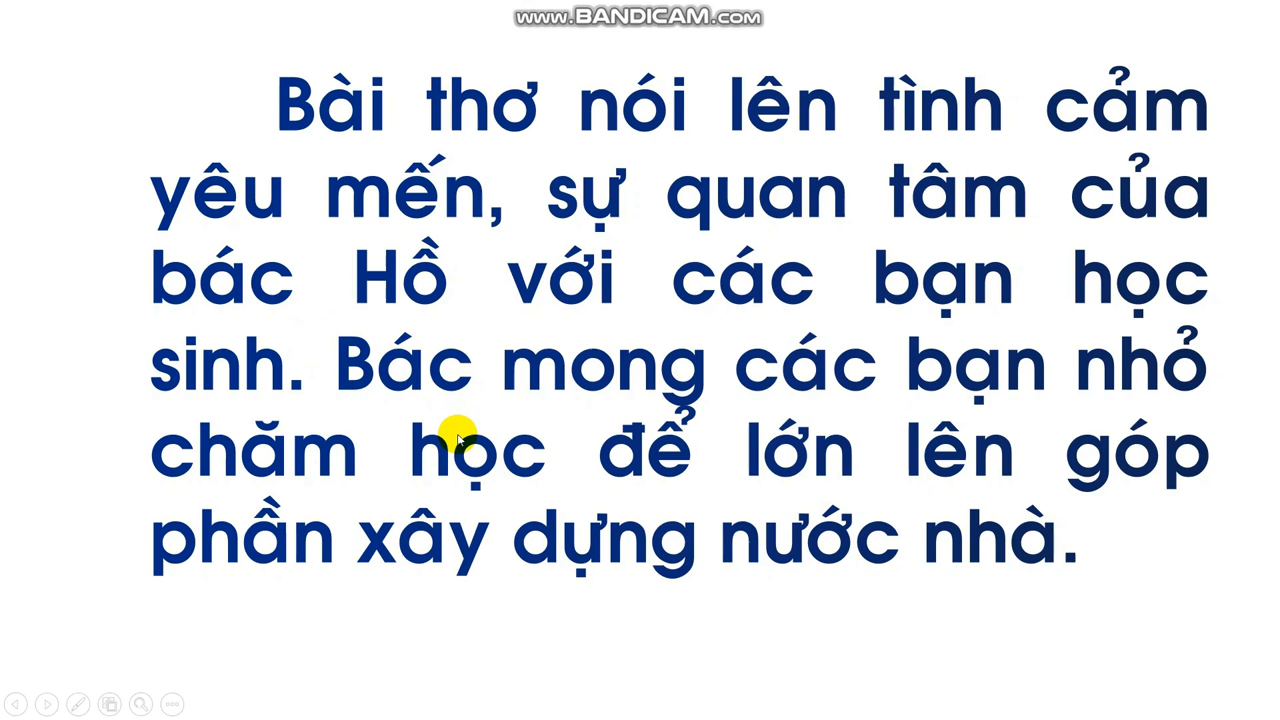 www.BANDICAM.com
Bài thơ nói lên tình cảm
yêu mến, sự quan tâm của
bác Hồ với các bạn học
sinh. Bác mong các bạn nhỏ
chăm học để lớn lên góp
phần xây dựng nước nhà.